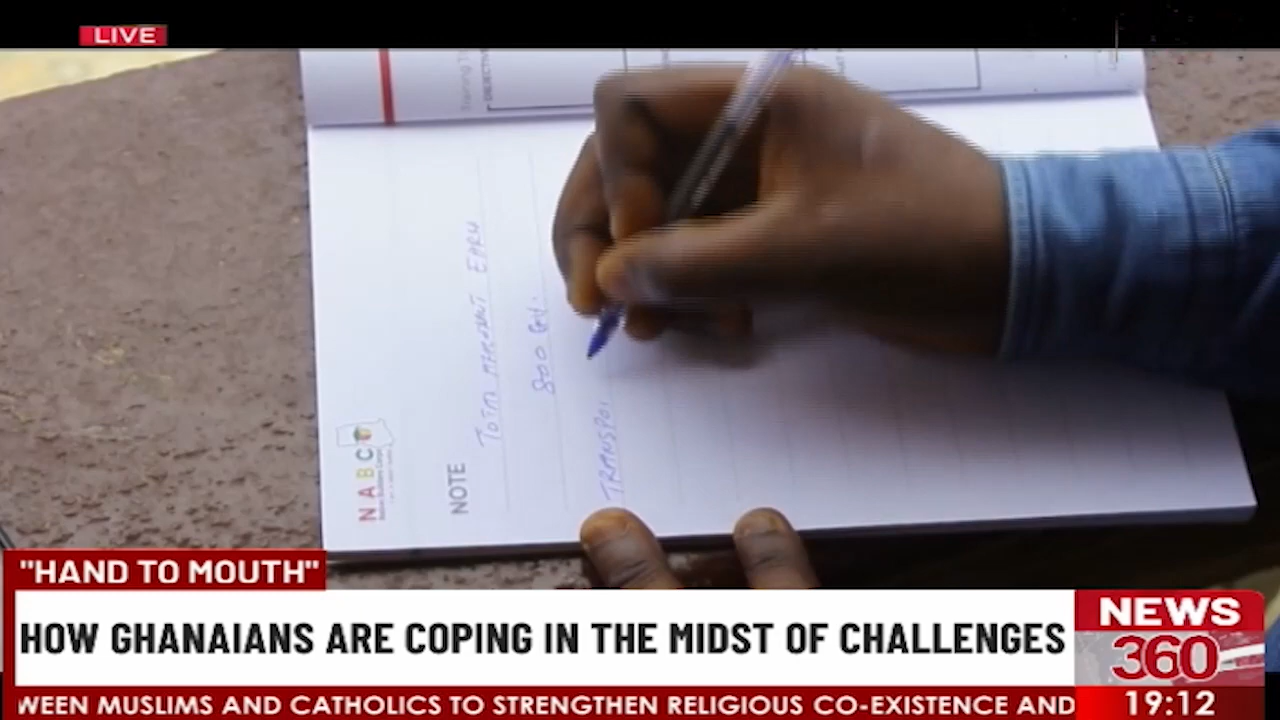 LIVE
NABCO
NOTE
TOTAL AMOUNT EARN
800 GH.
TRANSPOR
"HAND TO MOUTH"
HOW GHANAIANS ARE COPING IN THE MIDST OF CHALLENGES
NEWS
360
WEEN MUSLIMS AND CATHOLICS TO STRENGTHEN RELIGIOUS CO-EXISTENCE AND
19:12